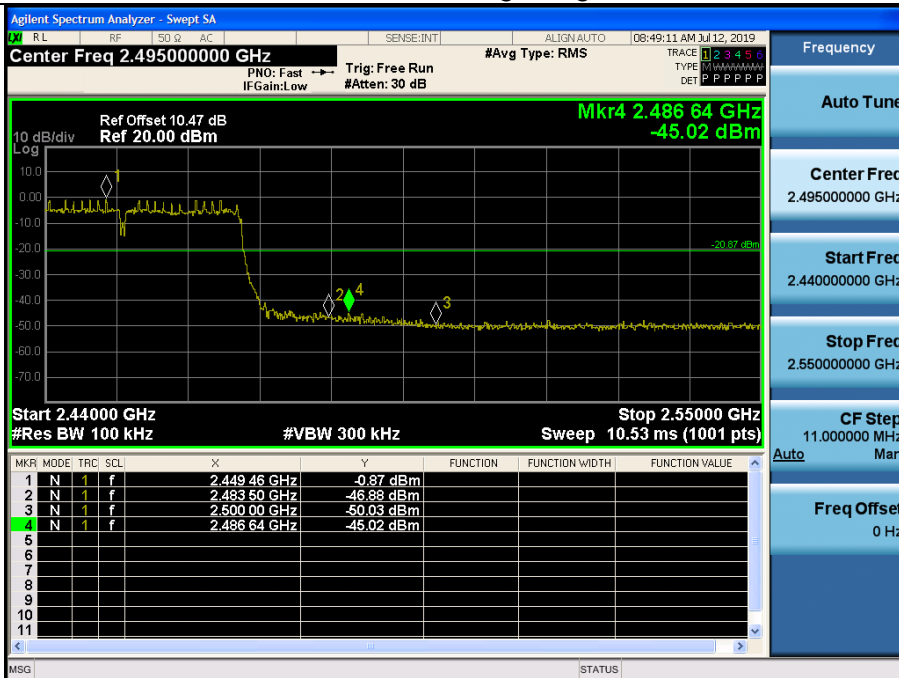 Agilent Spectrum Analyzer - Swept SA
LXI RL RF 50 Ω AC SENSE:INT ALIGN AUTO 08:49:11 AM Jul 12, 2019
Center Freq 2.495000000 GHz #Avg Type: RMS TRACE 1 2 3 4 5 6
PNO: Fast Trig: Free Run TYPE M W W W W W
IFGain:Low #Atten: 30 dB DET P P P P P P
Frequency
Mkr4 2.486 64 GHz
-45.02 dBm
Ref Offset 10.47 dB
10 dB/div Ref 20.00 dBm
Log
10.0
0.00
-10.0
-20.0
-30.0
-40.0
-50.0
-60.0
-70.0
1
2
4
3
-20.87 dBm
Start 2.44000 GHz Stop 2.55000 GHz
#Res BW 100 kHz #VBW 300 kHz Sweep 10.53 ms (1001 pts)
MKR MODE TRC SCL X Y FUNCTION FUNCTION WIDTH FUNCTION VALUE
1 N 1 f 2.449 46 GHz -0.87 dBm
2 N 1 f 2.483 50 GHz -46.88 dBm
3 N 1 f 2.500 00 GHz -50.03 dBm
4 N 1 f 2.486 64 GHz -45.02 dBm
5
6
7
8
9
10
11
MSG STATUS
Auto Tune
Center Freq
2.495000000 GHz
Start Freq
2.440000000 GHz
Stop Freq
2.550000000 GHz
CF Step
11.000000 MHz
Auto Man
Freq Offset
0 Hz